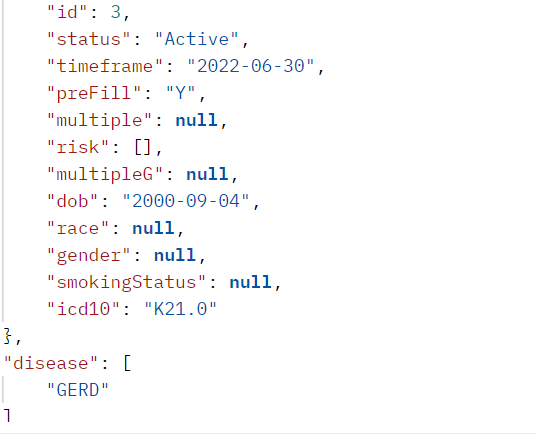 "id": 3,
"status": "Active",
"timeframe": "2022-06-30",
"preFill": "Y",
"multiple": null,
"risk": [],
"multipleG": null,
"dob": "2000-09-04",
"race": null,
"gender": null,
"smokingStatus": null,
"icd10": "K21.0"
},
"disease": [
"GERD"
]